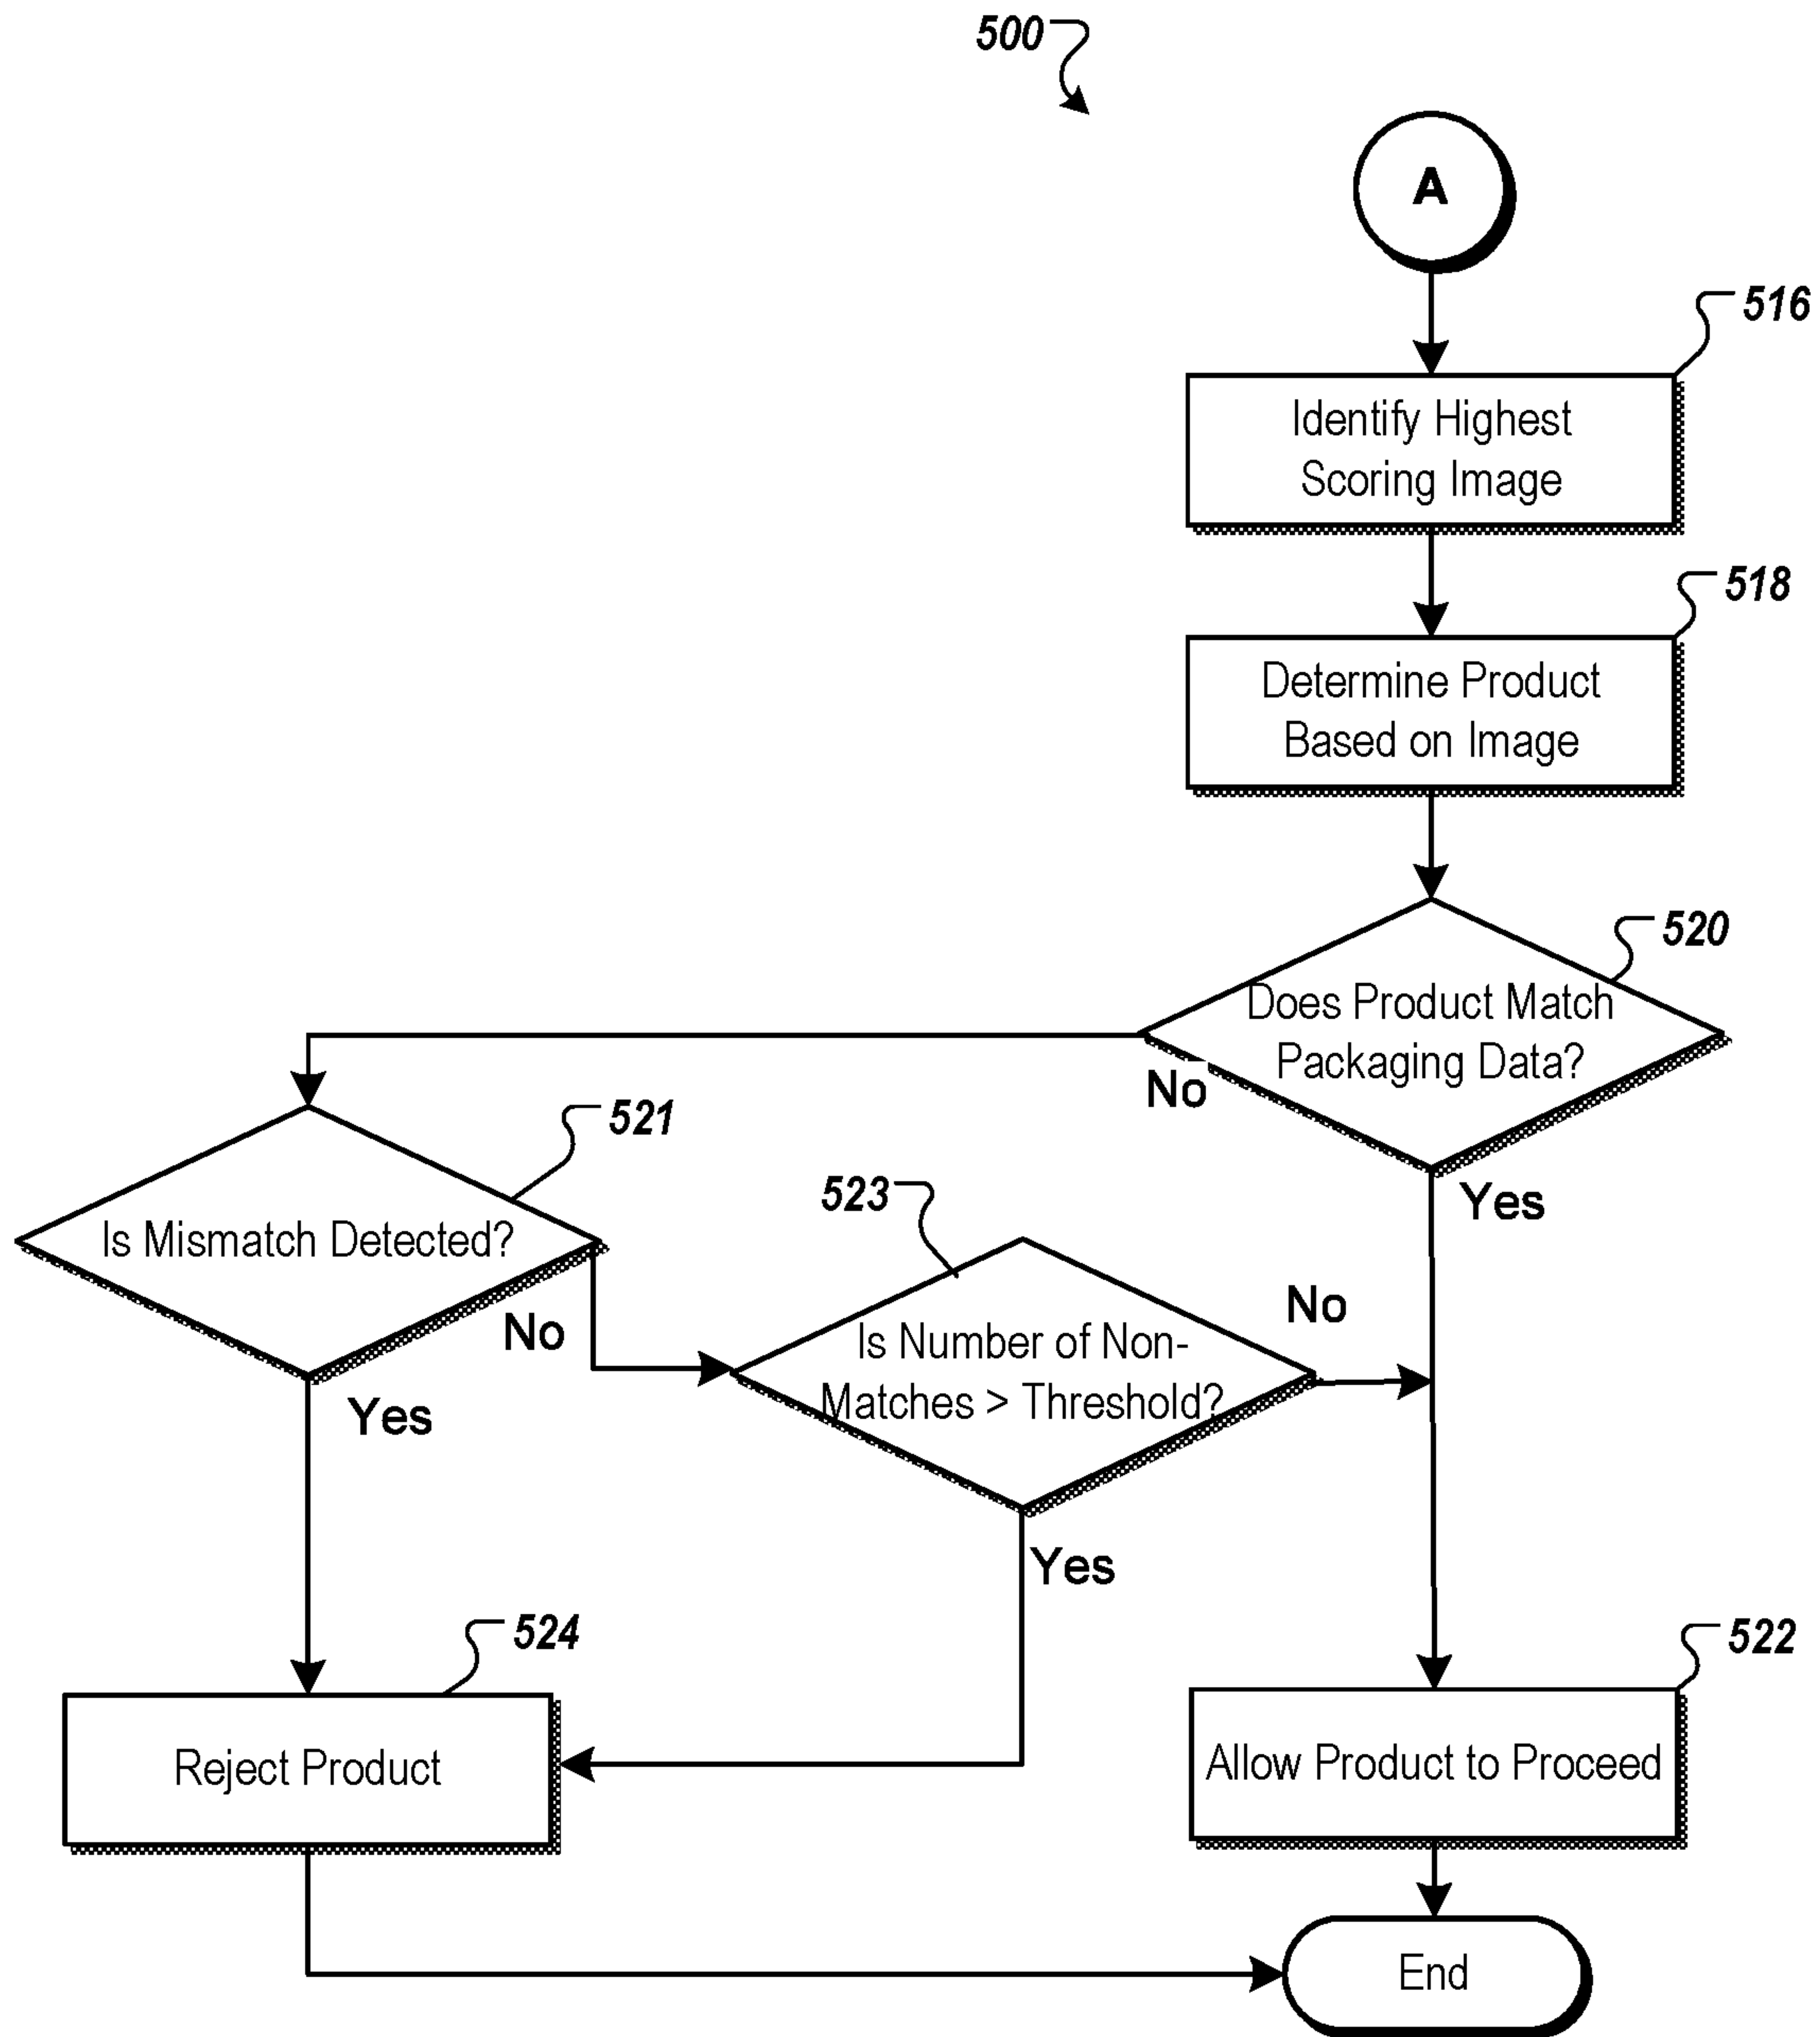 500
A
516
Identify Highest
Scoring Image
518
Determine Product
Based on Image
520
Does Product Match
Packaging Data?
No
Yes
521
Is Mismatch Detected?
No
Yes
523
Is Number of Non-
Matches > Threshold?
No
Yes
524
Reject Product
522
Allow Product to Proceed
End